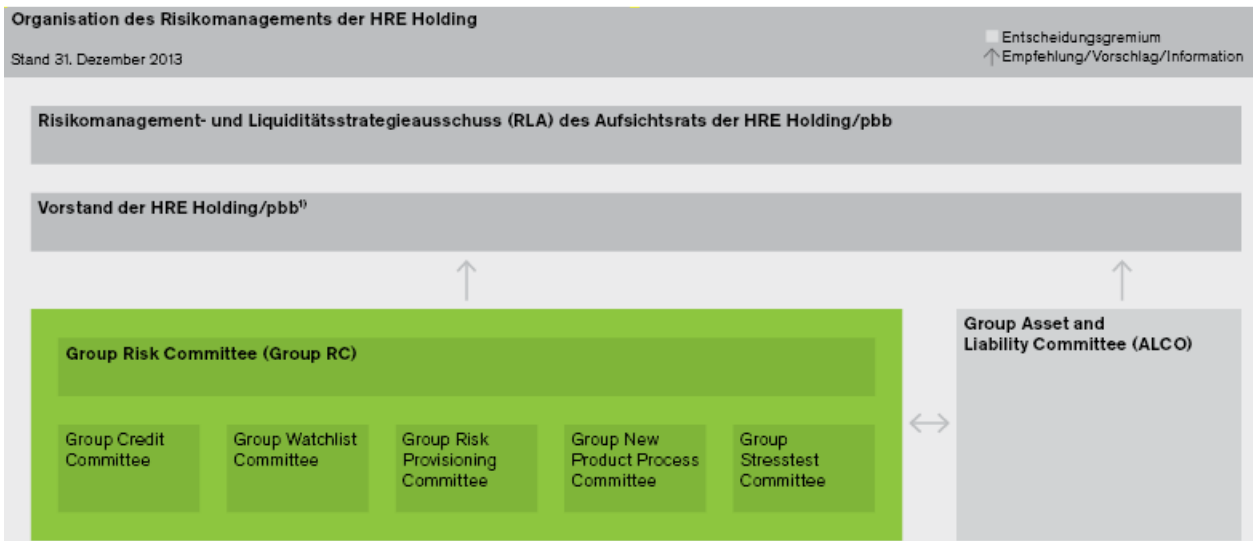 Organisation des Risikomanagements der HRE Holding
Stand 31. Dezember 2013
Entscheidungsgremium
Empfehlung/Vorschlag/Information
Risikomanagement- und Liquiditätsstrategieausschuss (RLA) des Aufsichtsrats der HRE Holding/pbb
Vorstand der HRE Holding/pbb¹⁾
Group Risk Committee (Group RC)
Group Credit
Committee
Group Watchlist
Committee
Group Risk
Provisioning
Committee
Group New
Product Process
Committee
Group
Stresstest
Committee
Group Asset and
Liability Committee (ALCO)